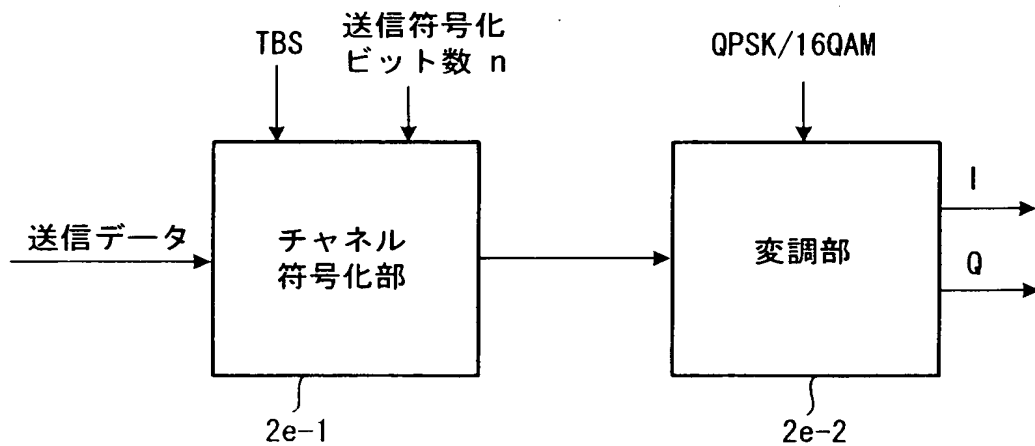 TBS
送信符号化
ビット数 n
QPSK/16QAM
送信データ
チャネル
符号化部
変調部
I
Q
2e-1
2e-2